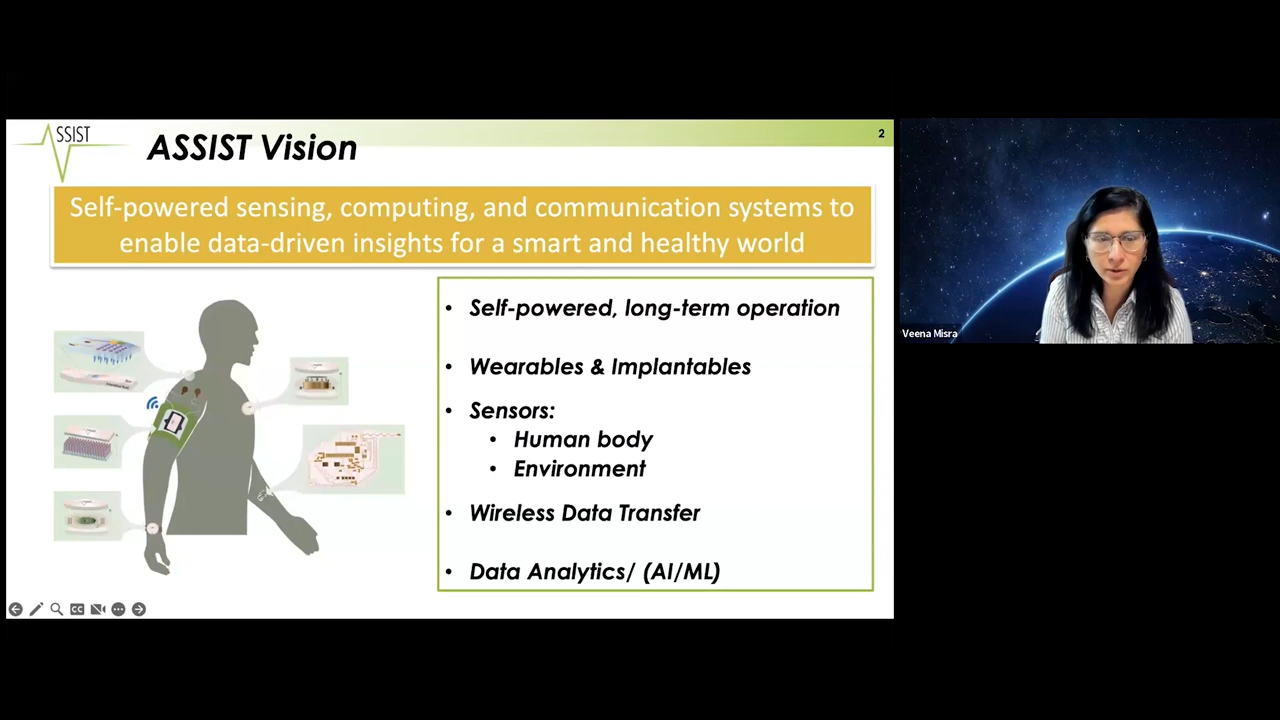 SSIST
ASSIST Vision
2
Self-powered sensing, computing, and communication systems to
enable data-driven insights for a smart and healthy world
• Self-powered, long-term operation
• Wearables & Implantables
• Sensors:
• Human body
• Environment
• Wireless Data Transfer
• Data Analytics/ (AI/ML)
CC
Veena Misra